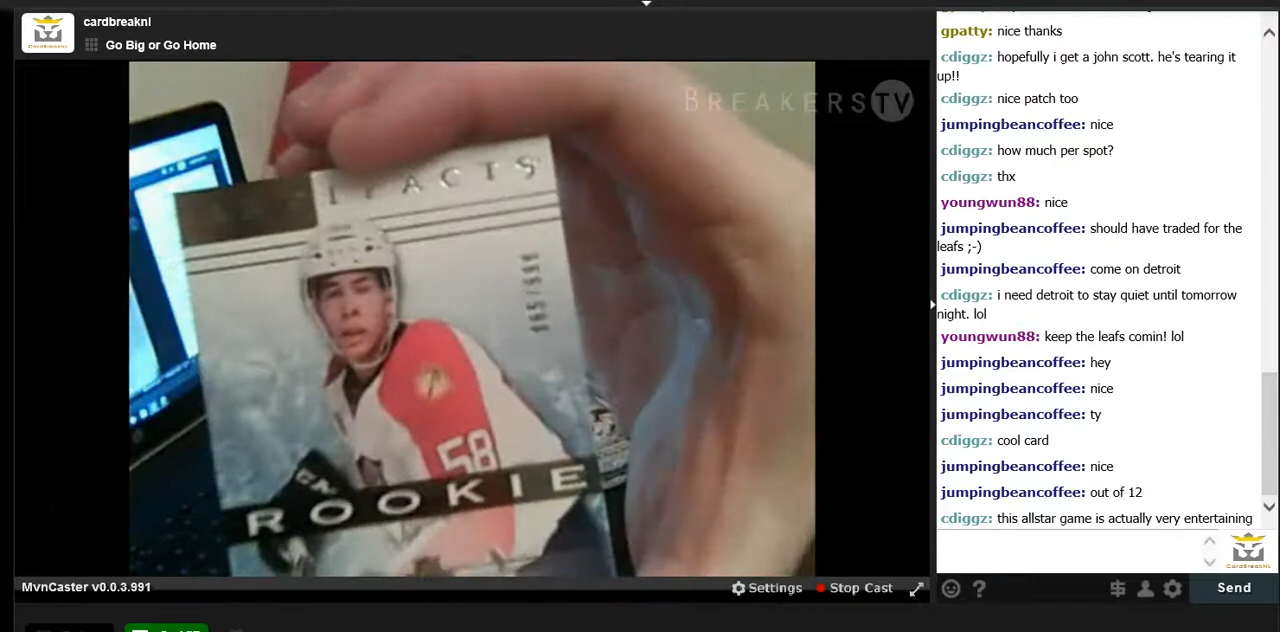 cardbreaknl
Go Big or Go Home
BREAKERSTV
IFACTS
58
ROOKIE
MvnCaster v0.0.3.991
Settings
Stop Cast
gpatty: nice thanks
cdiggz: hopefully i get a john scott. he's tearing it
up!!
cdiggz: nice patch too
jumpingbeancoffee: nice
cdiggz: how much per spot?
cdiggz: thx
youngwun88: nice
jumpingbeancoffee: should have traded for the
leafs ;-)
jumpingbeancoffee: come on detroit
cdiggz: i need detroit to stay quiet until tomorrow
night. lol
youngwun88: keep the leafs comin! lol
jumpingbeancoffee: hey
jumpingbeancoffee: nice
jumpingbeancoffee: ty
cdiggz: cool card
jumpingbeancoffee: nice
jumpingbeancoffee: out of 12
cdiggz: this allstar game is actually very entertaining
CARDBREAKNL
Send